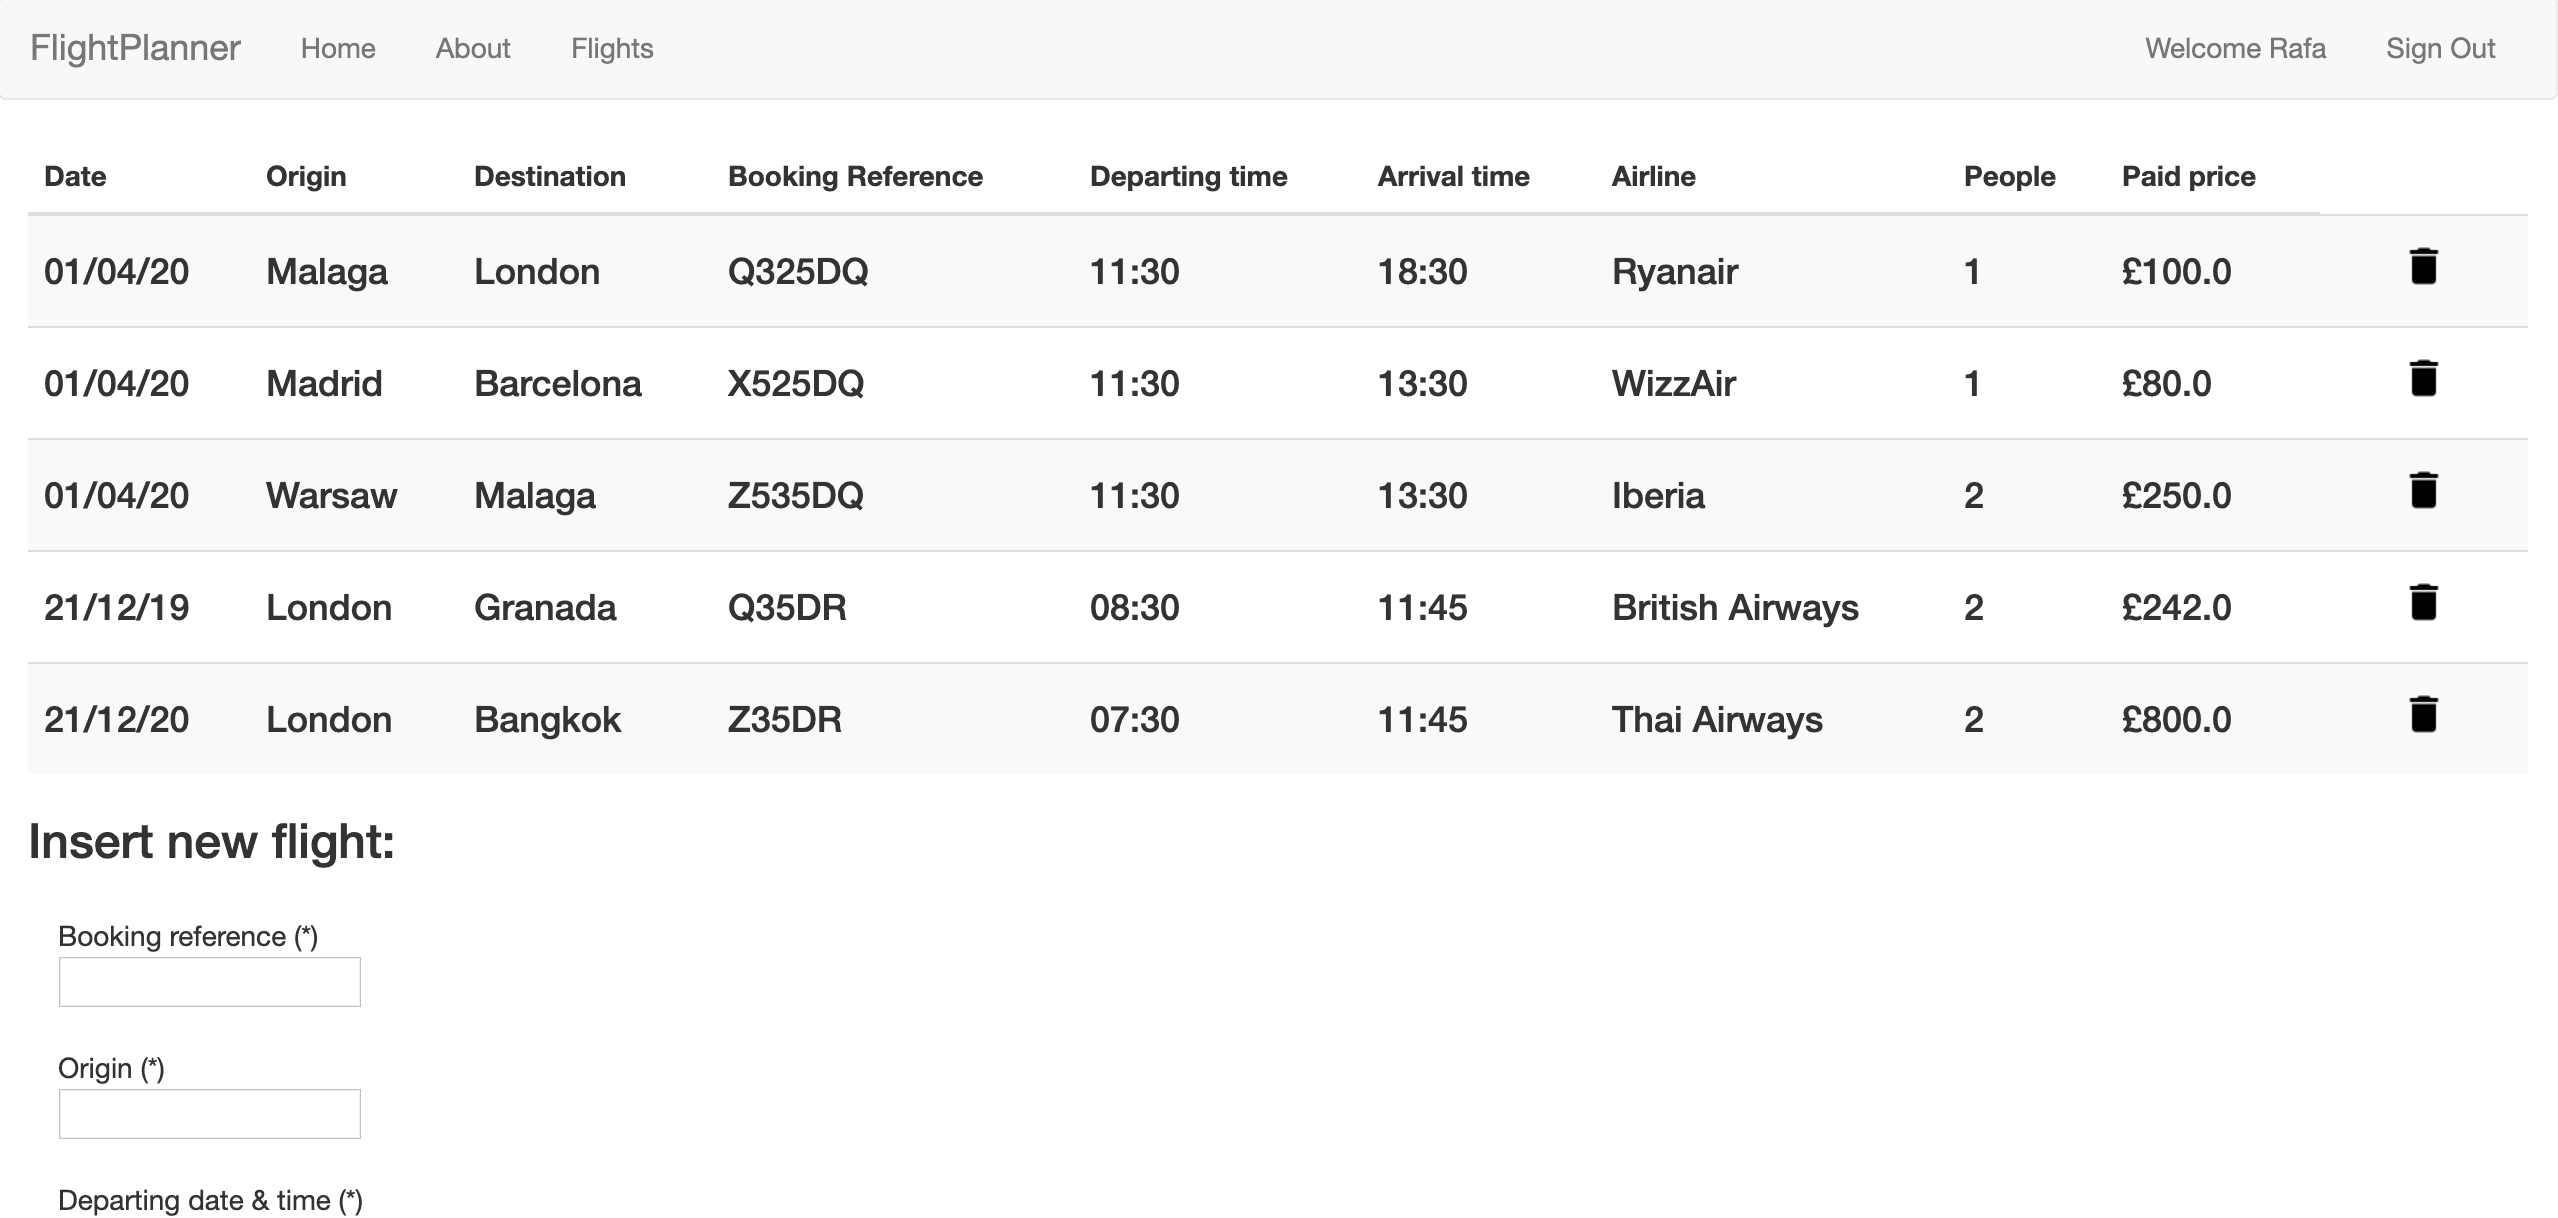 FlightPlanner Home About Flights Welcome Rafa Sign Out
Date Origin Destination Booking Reference Departing time Arrival time Airline People Paid price
01/04/20 Malaga London Q325DQ 11:30 18:30 Ryanair 1 £100.0
01/04/20 Madrid Barcelona X525DQ 11:30 13:30 WizzAir 1 £80.0
01/04/20 Warsaw Malaga Z535DQ 11:30 13:30 Iberia 2 £250.0
21/12/19 London Granada Q35DR 08:30 11:45 British Airways 2 £242.0
21/12/20 London Bangkok Z35DR 07:30 11:45 Thai Airways 2 £800.0
Insert new flight:
Booking reference (*)
Origin (*)
Departing date & time (*)